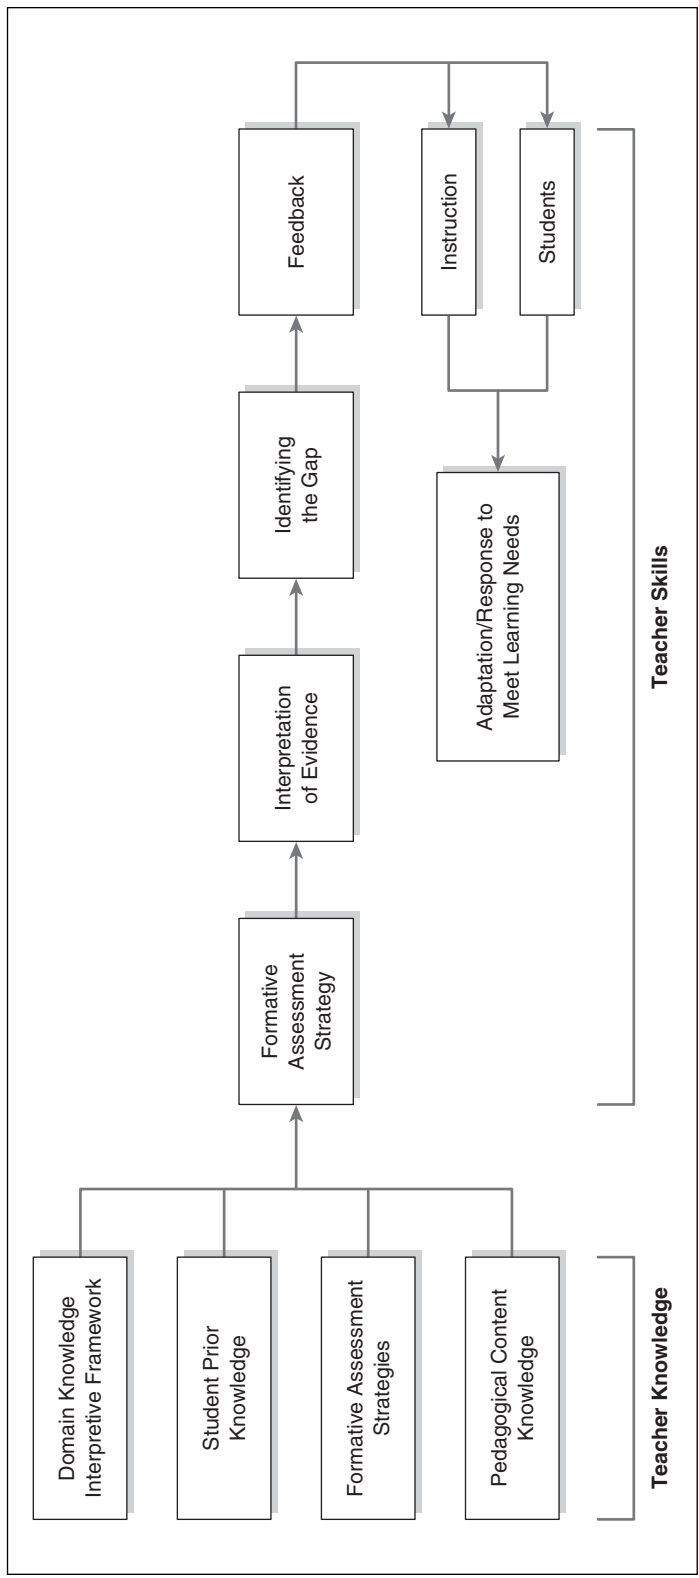 Domain Knowledge
Interpretive Framework
Student Prior
Knowledge
Formative Assessment
Strategies
Pedagogical Content
Knowledge
Teacher Knowledge
Formative
Assessment
Strategy
Interpretation
of Evidence
Identifying
the Gap
Feedback
Instruction
Students
Adaptation/Response to
Meet Learning Needs
Teacher Skills